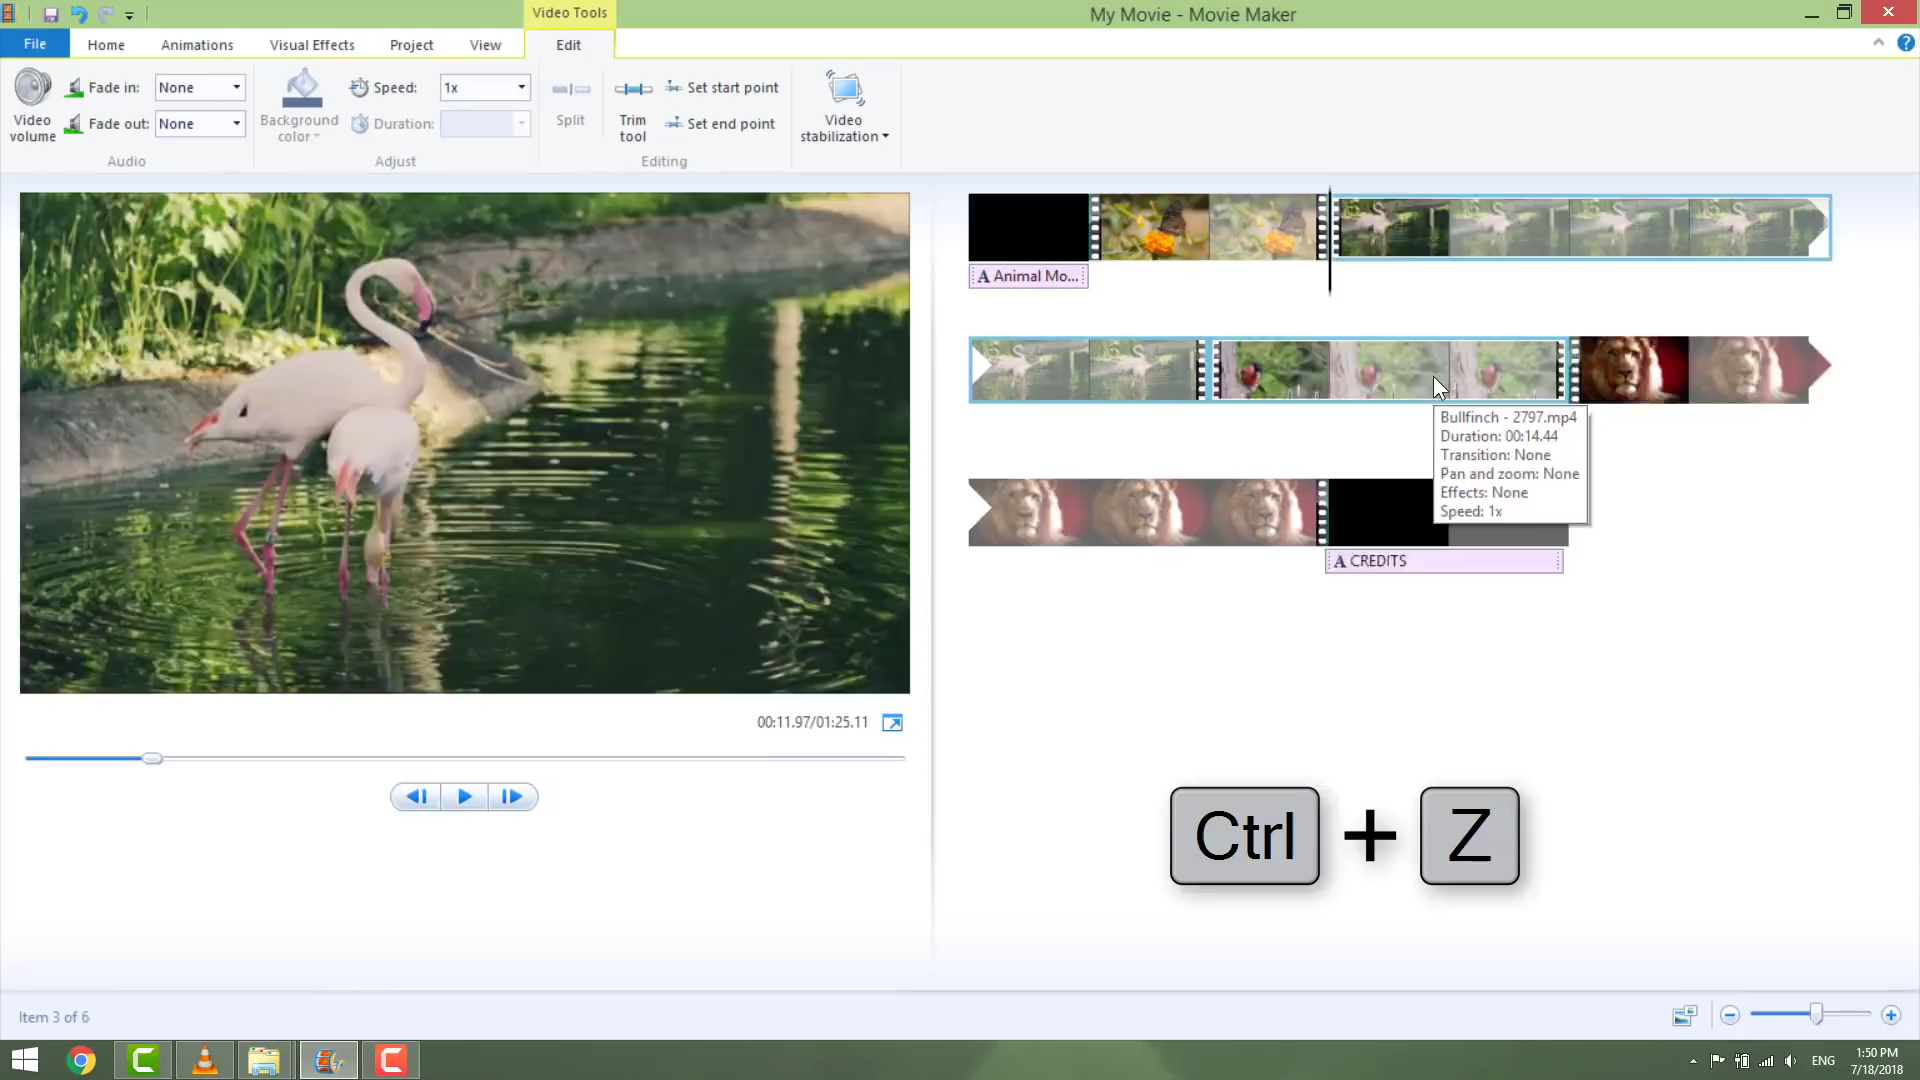 Video Tools
My Movie - Movie Maker
File
Home
Animations
Visual Effects
Project
View
Edit
Video volume
Fade in:
None
Fade out:
None
Audio
Background color
Speed:
1x
Duration:
Adjust
Split
Trim tool
Set start point
Set end point
Editing
Video stabilization
A Animal Mo...
Bullfinch - 2797.mp4
Duration: 00:14.44
Transition: None
Pan and zoom: None
Effects: None
Speed: 1x
A CREDITS
00:11.97/01:25.11
Ctrl + Z
Item 3 of 6
ENG
1:50 PM
7/18/2018